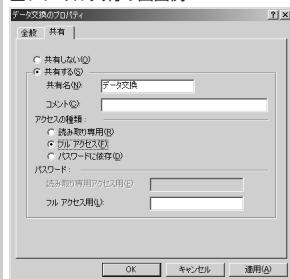 データ交換のプロパティ
全般 共有
共有しない(O)
共有する(S)
共有名(N): データ交換
コメント(C):
アクセスの種類:
読み取り専用(R)
フル アクセス(F)
パスワードに依存(D)
パスワード:
読み取り専用アクセス用(E):
フル アクセス用(L):
OK キャンセル 適用(A)